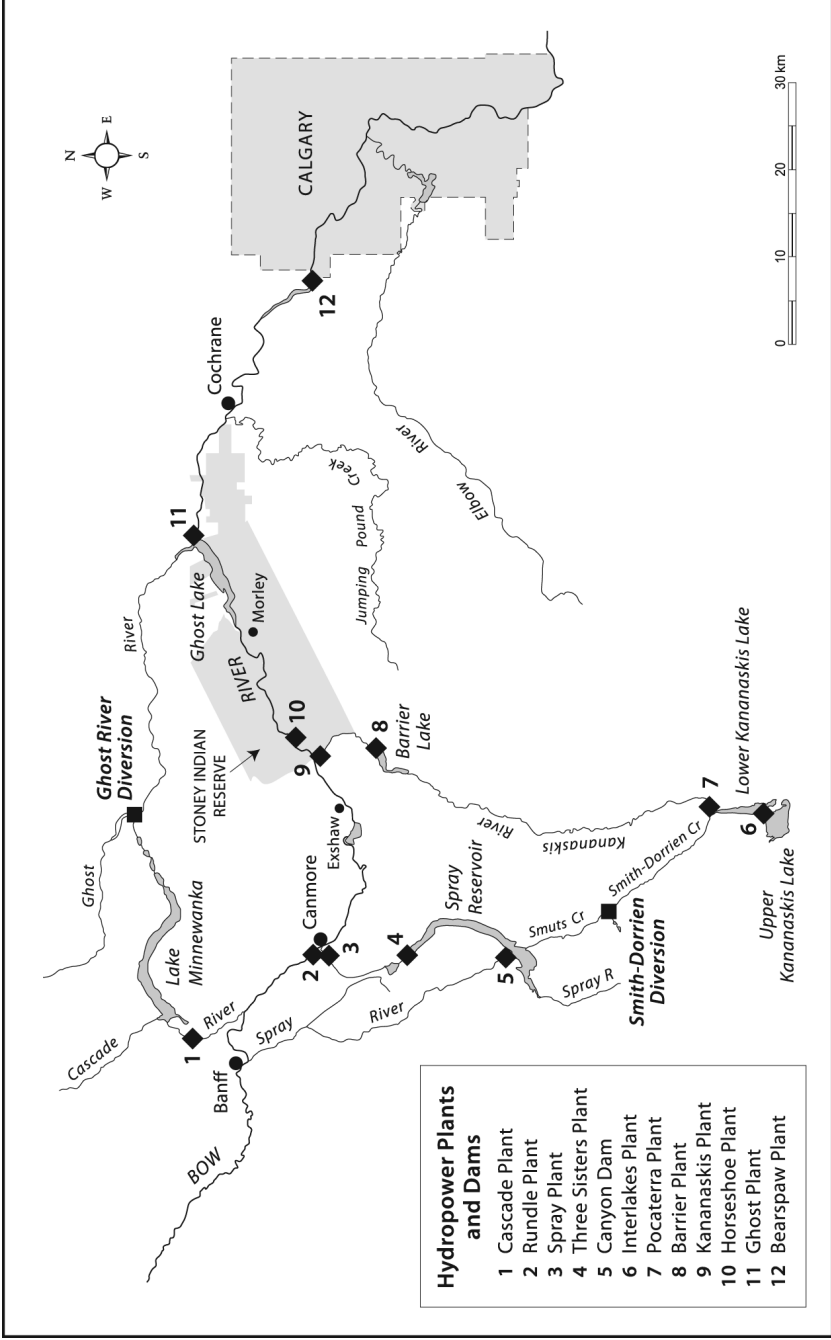 N
W
E
S
CALGARY
30 km
20
10
0
12
Cochrane
Elbow
River
Jumping Pound
Creek
11
Ghost Lake
Morley
RIVER
River
Ghost River
Diversion
STONEY INDIAN
RESERVE
10
9
8
Barrier
Lake
Exshaw
Kananaskis
River
7
Lower Kananaskis Lake
6
Upper
Kananaskis Lake
Smith-Dorrien Cr
Smuts Cr
Smith-Dorrien
Diversion
Ghost
Lake
Minnewanka
Canmore
2
3
4
Spray
Reservoir
5
Spray R
Cascade
River
1
Banff
Spray
River
BOW
Hydropower Plants
and Dams
1 Cascade Plant
2 Rundle Plant
3 Spray Plant
4 Three Sisters Plant
5 Canyon Dam
6 Interlakes Plant
7 Pocaterra Plant
8 Barrier Plant
9 Kananaskis Plant
10 Horseshoe Plant
11 Ghost Plant
12 Bearspaw Plant